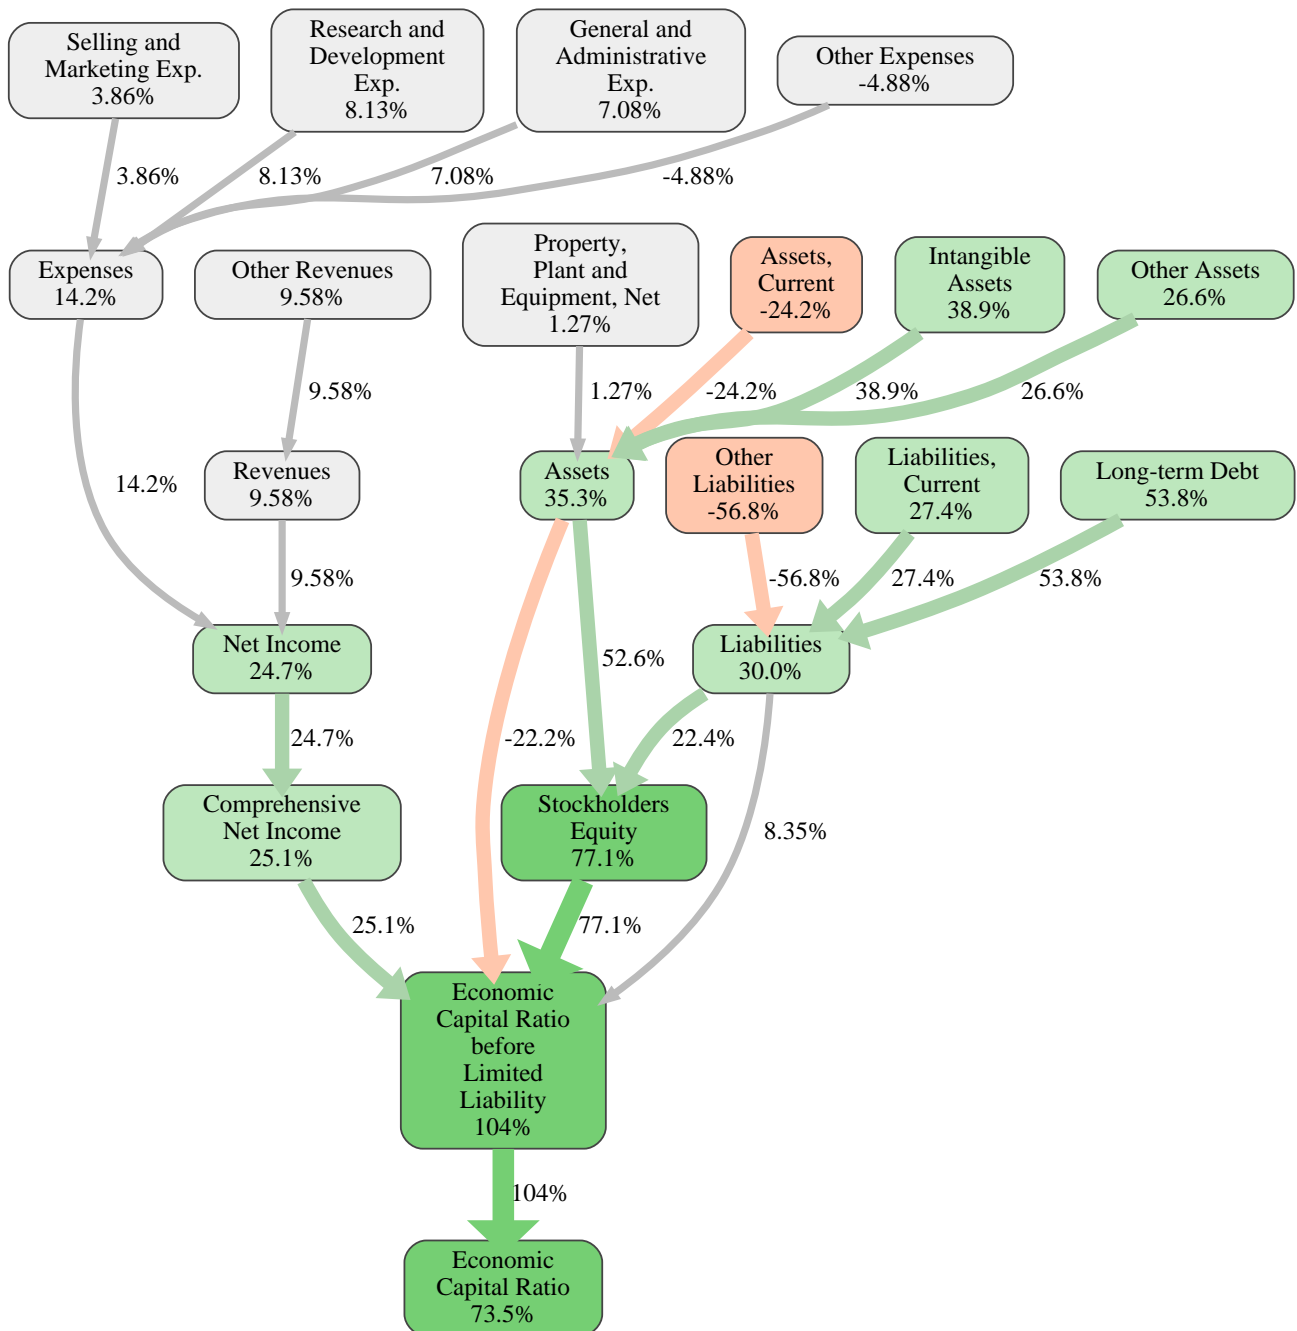 Selling and
Marketing Exp.
3.86%
Research and
Development
Exp.
8.13%
General and
Administrative
Exp.
7.08%
Other Expenses
-4.88%
3.86%
8.13%
7.08%
-4.88%
Expenses
14.2%
Other Revenues
9.58%
Property,
Plant and
Equipment, Net
1.27%
Assets,
Current
-24.2%
Intangible
Assets
38.9%
Other Assets
26.6%
9.58%
1.27%
-24.2%
38.9%
26.6%
14.2%
Revenues
9.58%
Assets
35.3%
Other
Liabilities
-56.8%
Liabilities,
Current
27.4%
Long-term Debt
53.8%
9.58%
-56.8%
27.4%
53.8%
Net Income
24.7%
52.6%
Liabilities
30.0%
24.7%
-22.2%
22.4%
Comprehensive
Net Income
25.1%
Stockholders
Equity
77.1%
8.35%
25.1%
77.1%
Economic
Capital Ratio
before
Limited
Liability
104%
104%
Economic
Capital Ratio
73.5%